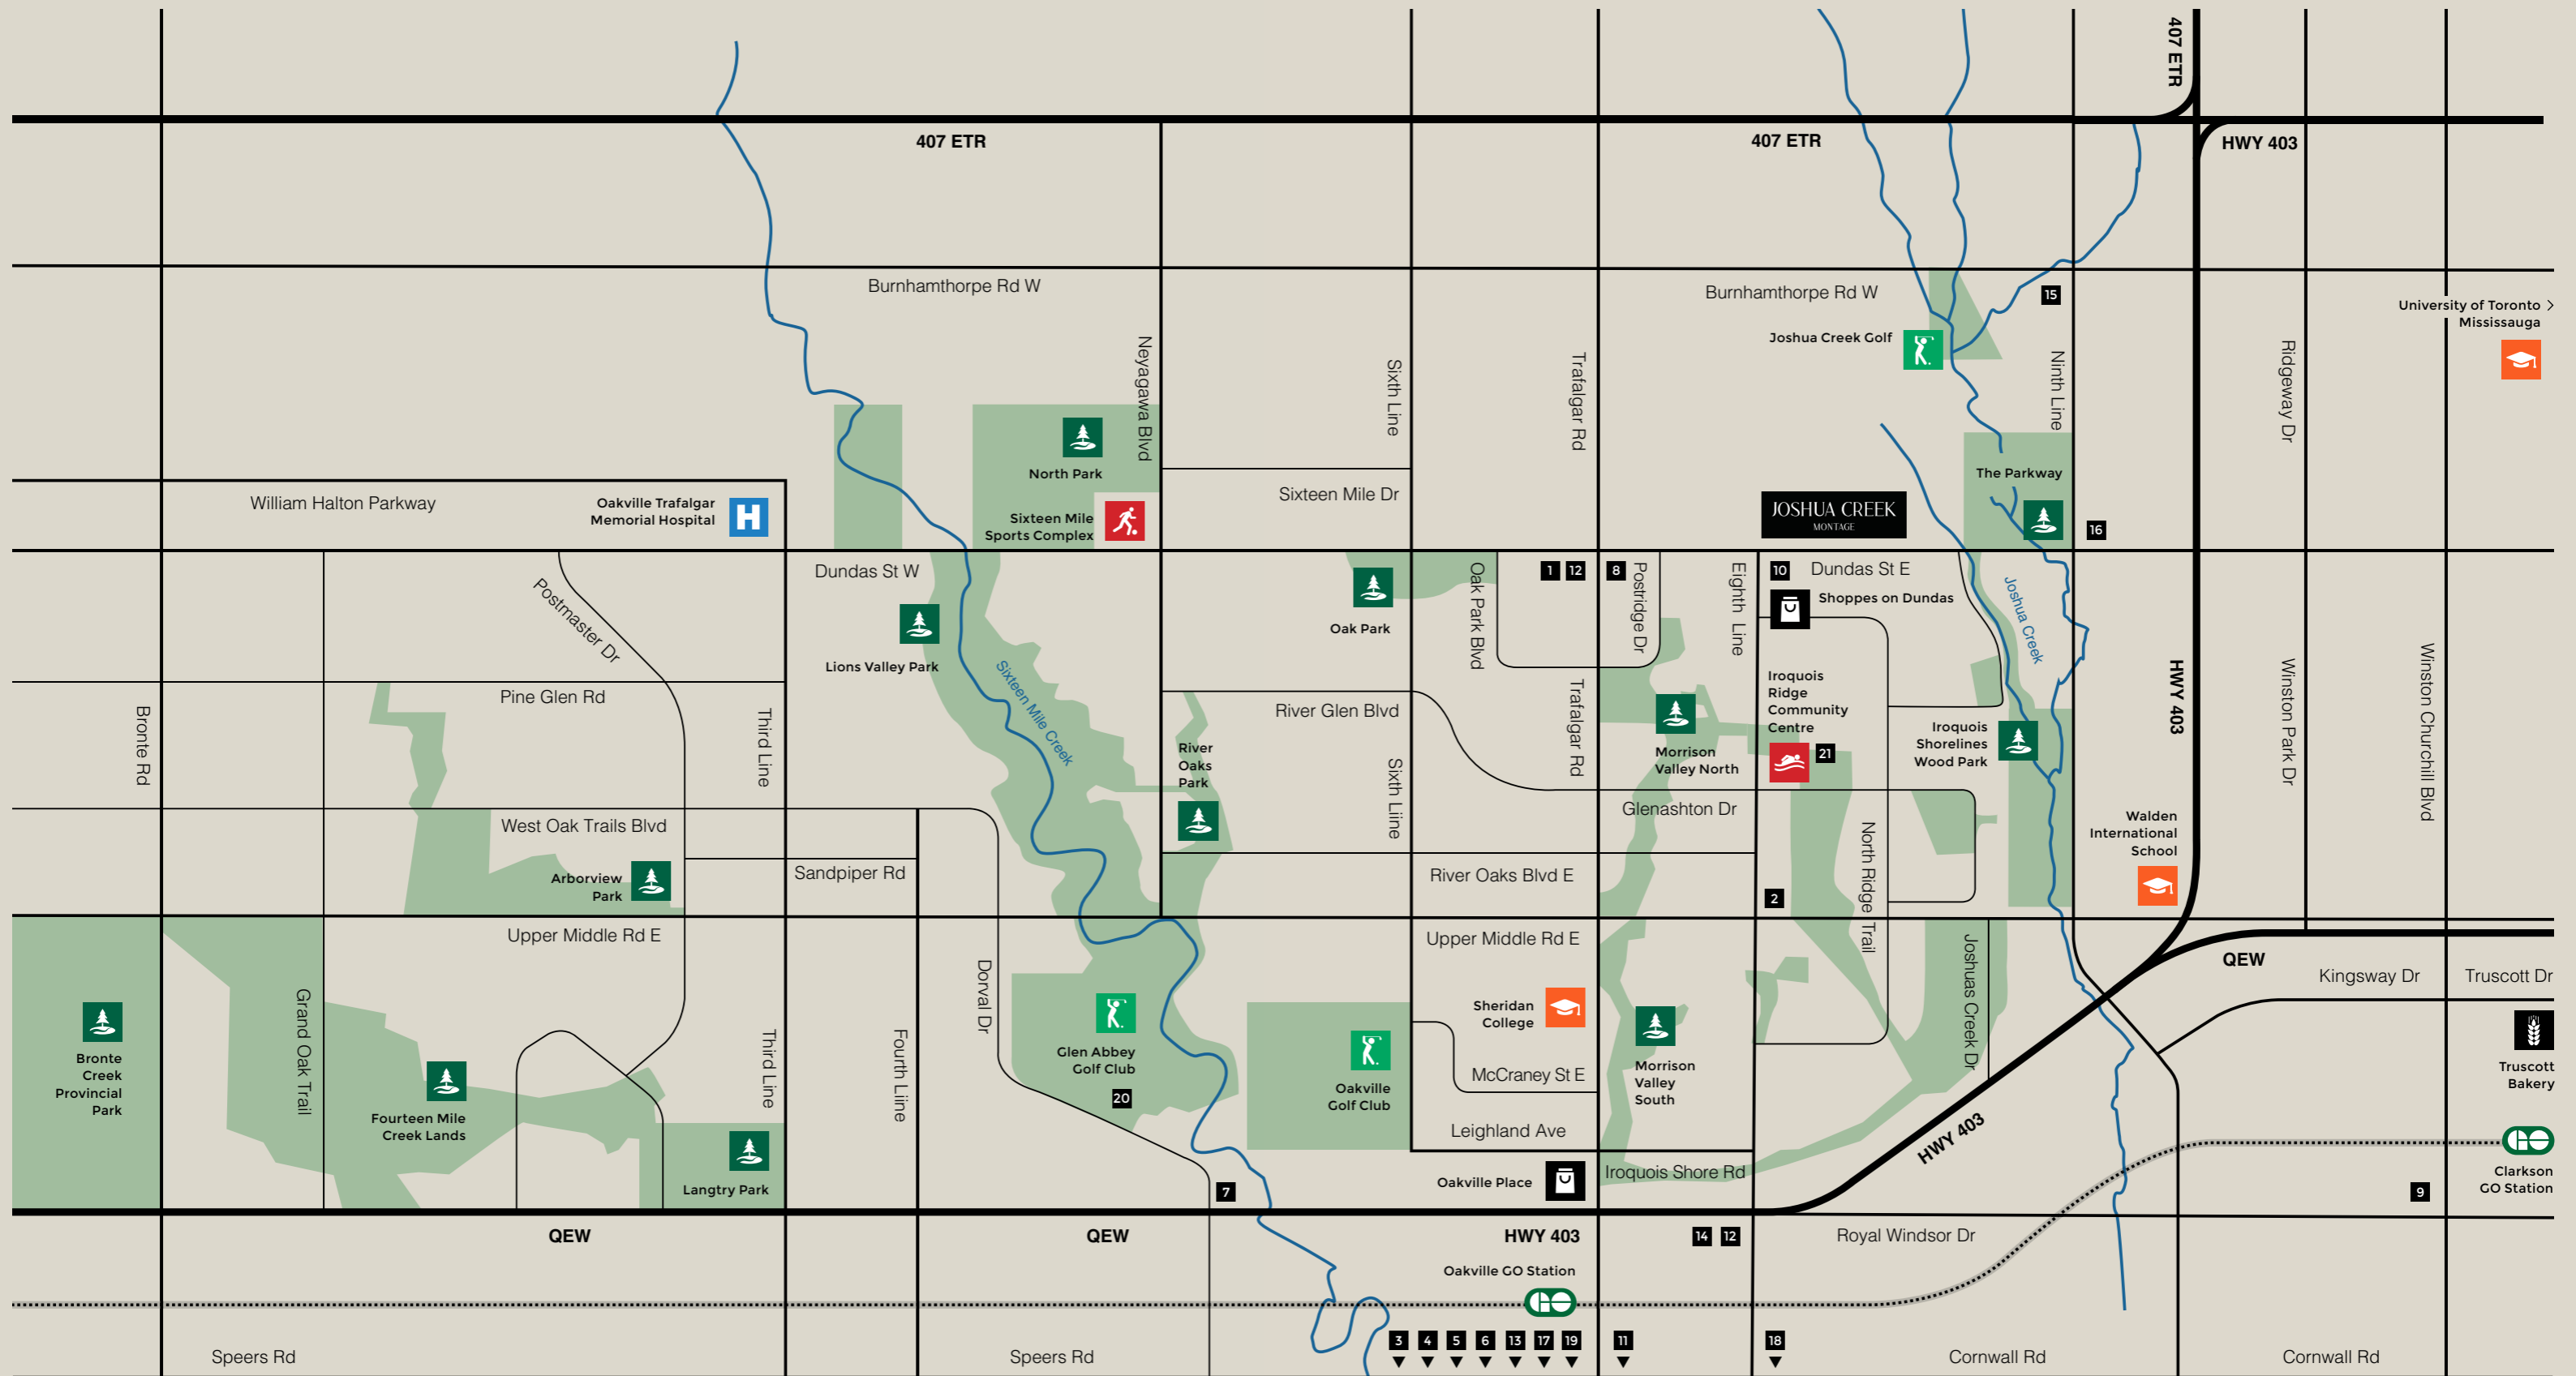 407 ETR
407 ETR
407 ETR
HWY 403
Burnhamthorpe Rd W
Burnhamthorpe Rd W
15
University of Toronto >
Mississauga
Joshua Creek Golf
Neyagawa Blvd
Sixth Line
Trafalgar Rd
Ninth Line
Ridgeway Dr
North Park
The Parkway
William Halton Parkway
Oakville Trafalgar
Memorial Hospital
H
Sixteen Mile
Sports Complex
Sixteen Mile Dr
JOSHUA CREEK
MONTAGE
16
Dundas St W
1
12
8
10
Dundas St E
Shoppes on Dundas
Postmaster Dr
Lions Valley Park
Oak Park
Oak Park Blvd
Postridge Dr
Eighth Line
Joshua Creek
Sixteen Mile Creek
Pine Glen Rd
River Glen Blvd
Iroquois
Ridge
Community
Centre
21
Bronte Rd
Third Line
River
Oaks
Park
Sixth Liine
Trafalgar Rd
Morrison
Valley North
Iroquois
Shorelines
Wood Park
HWY 403
Winston Park Dr
Winston Churchill Blvd
West Oak Trails Blvd
Glenashton Dr
Walden
International
School
Arborview
Park
Sandpiper Rd
River Oaks Blvd E
2
North Ridge Trail
Upper Middle Rd E
Upper Middle Rd E
QEW
Kingsway Dr
Truscott Dr
Bronte
Creek
Provincial
Park
Grand Oak Trail
Fourteen Mile
Creek Lands
Third Line
Fourth Liine
Dorval Dr
Glen Abbey
Golf Club
20
Oakville
Golf Club
Sheridan
College
McCraney St E
Morrison
Valley
South
Joshuas Creek Dr
Truscott
Bakery
Leighland Ave
HWY 403
Langtry Park
7
Oakville Place
Iroquois Shore Rd
GO
Clarkson
GO Station
9
QEW
QEW
HWY 403
14
12
Royal Windsor Dr
Oakville GO Station
GO
3
4
5
6
13
17
19
11
18
Speers Rd
Speers Rd
Cornwall Rd
Cornwall Rd